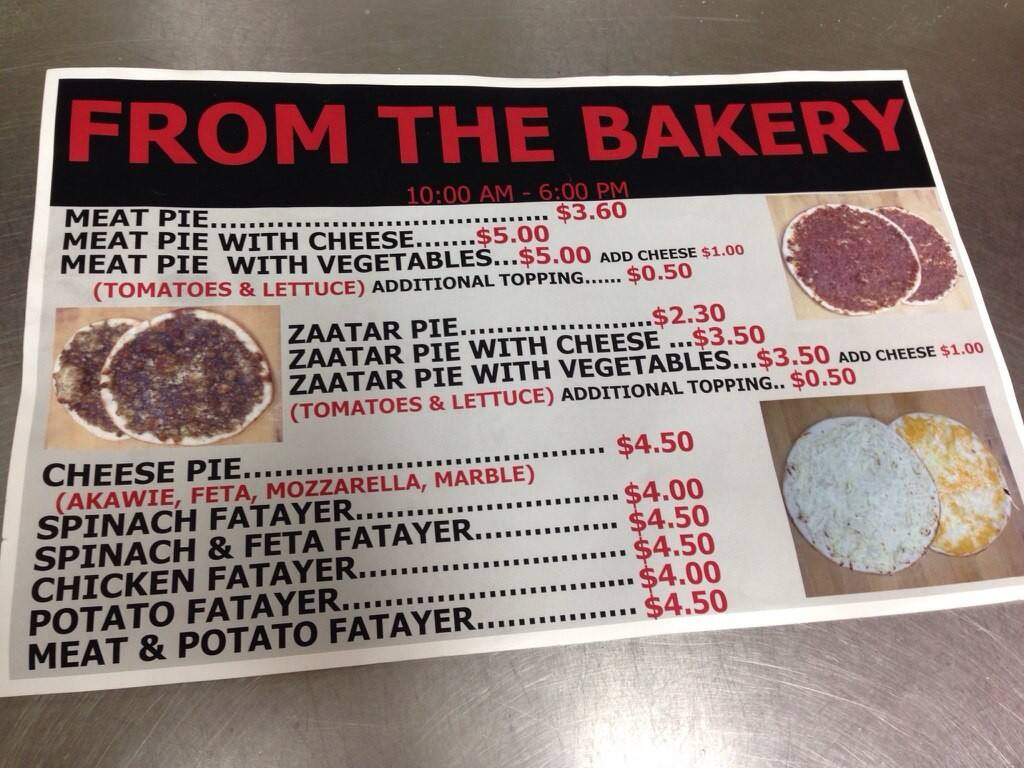 FROM THE BAKERY
10:00 AM - 6:00 PM
MEAT PIE...................................... $3.60
MEAT PIE WITH CHEESE.......$5.00
MEAT PIE WITH VEGETABLES...$5.00 ADD CHEESE $1.00
(TOMATOES & LETTUCE) ADDITIONAL TOPPING...... $0.50
ZAATAR PIE......................$2.30
ZAATAR PIE WITH CHEESE ...$3.50
ZAATAR PIE WITH VEGETABLES...$3.50 ADD CHEESE $1.00
(TOMATOES & LETTUCE) ADDITIONAL TOPPING.. $0.50
CHEESE PIE..................................... $4.50
(AKAWIE, FETA, MOZZARELLA, MARBLE)
SPINACH FATAYER...........................$4.00
SPINACH & FETA FATAYER............... $4.50
CHICKEN FATAYER........................... $4.50
POTATO FATAYER.............................$4.00
MEAT & POTATO FATAYER................ $4.50